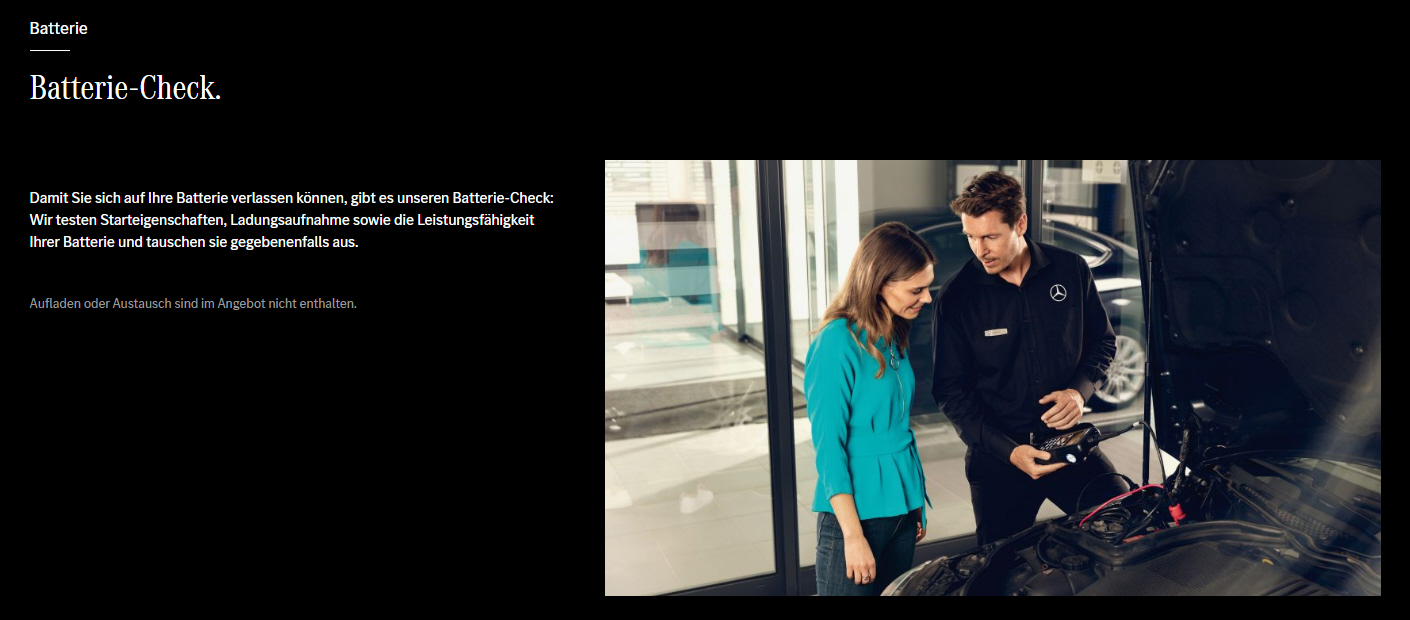 Batterie
Batterie-Check.
Damit Sie sich auf Ihre Batterie verlassen können, gibt es unseren Batterie-Check:
Wir testen Starteigenschaften, Ladungsaufnahme sowie die Leistungsfähigkeit
Ihrer Batterie und tauschen sie gegebenenfalls aus.
Aufladen oder Austausch sind im Angebot nicht enthalten.